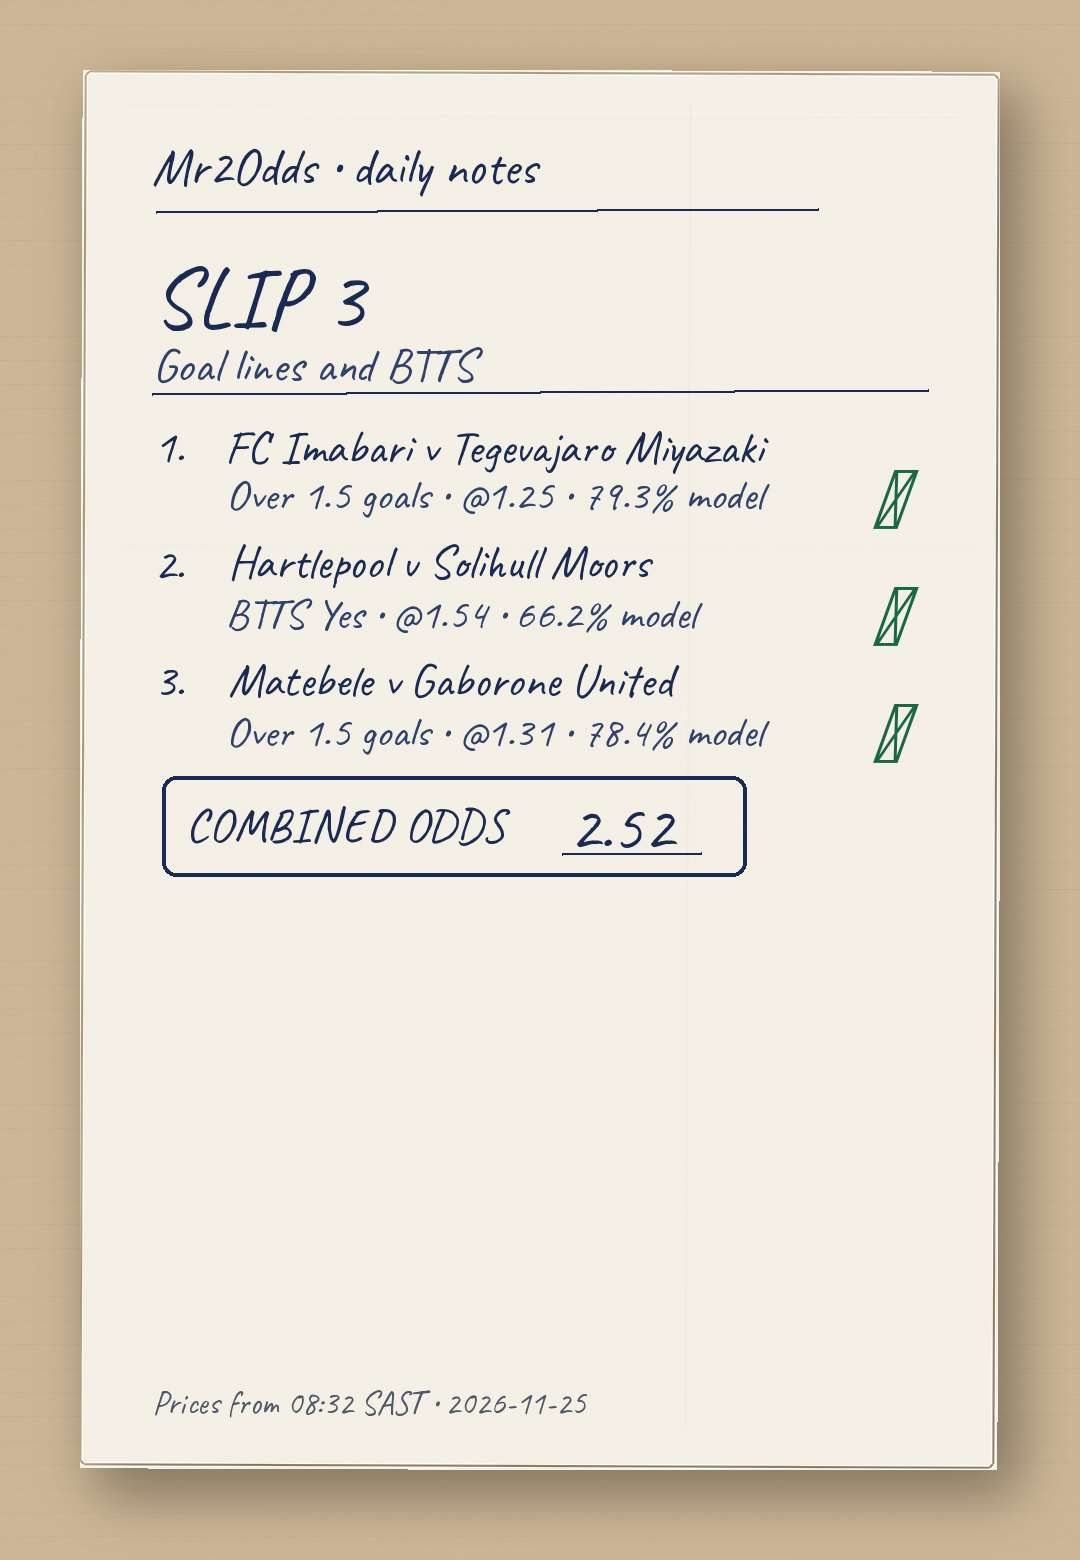 Mr2Odds · daily notes
SLIP 3
Goal lines and BTTS
1. FC Imabari v Tegevajaro Miyazaki
Over 1.5 goals · @1.25 · 79.3% model
2. Hartlepool v Solihull Moors
BTTS Yes · @1.54 · 66.2% model
3. Matebele v Gaborone United
Over 1.5 goals · @1.31 · 78.4% model
COMBINED ODDS 2.52
Prices from 08:32 SAST · 2026-11-25